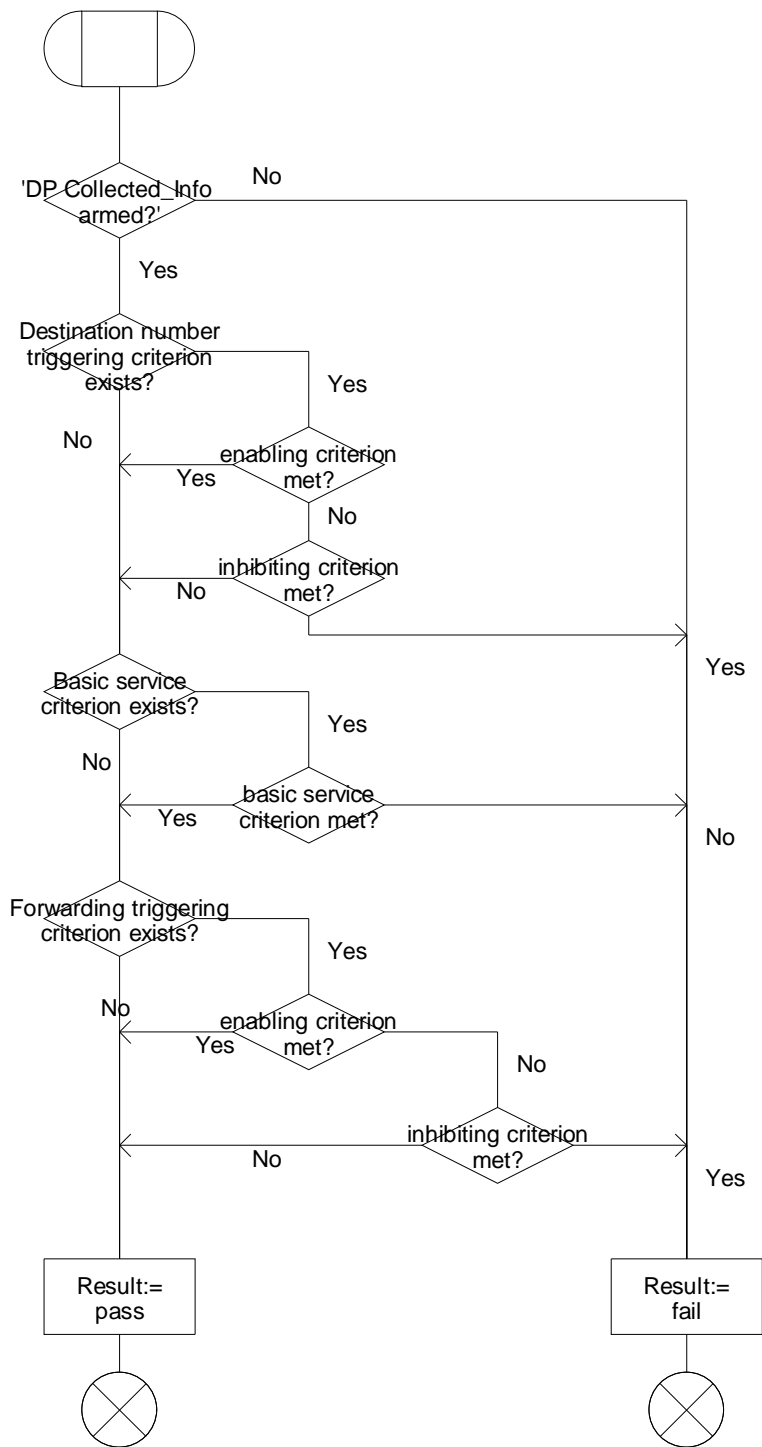 'DP Collected_Info
armed?'
No
Yes
Destination number
triggering criterion
exists?
Yes
No
enabling criterion
met?
Yes
No
inhibiting criterion
met?
No
Yes
Basic service
criterion exists?
Yes
No
basic service
criterion met?
Yes
No
Forwarding triggering
criterion exists?
Yes
No
enabling criterion
met?
Yes
No
inhibiting criterion
met?
No
Yes
Result:=
pass
Result:=
fail